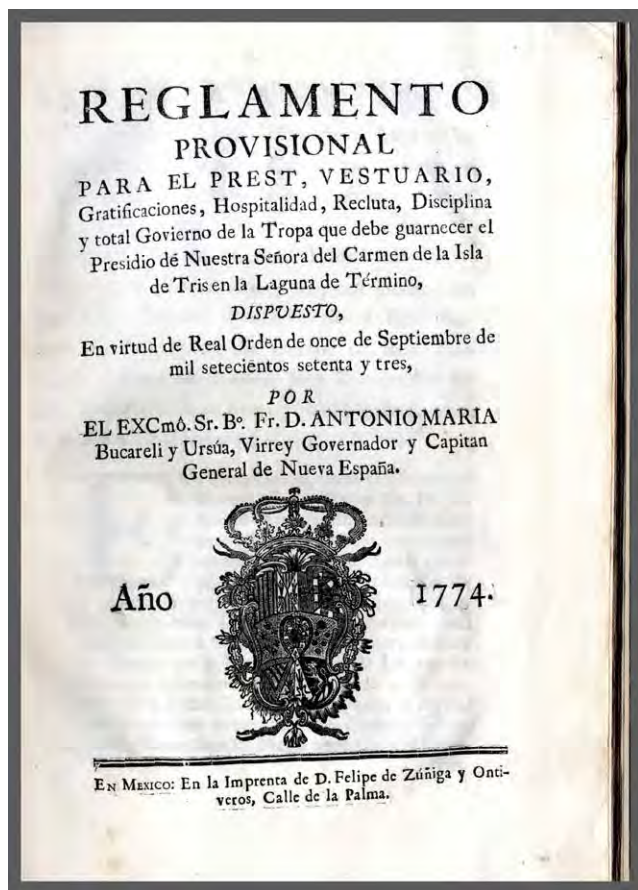 REGLAMENTO
PROVISIONAL
PARA EL PREST, VESTUARIO,
Gratificaciones, Hospitalidad, Recluta, Disciplina
y total Govierno de la Tropa que debe guarnecer el
Presidio dé Nuestra Señora del Carmen de la Isla
de Tris en la Laguna de Término,
DISPVESTO,
En virtud de Real Orden de once de Septiembre de
mil setecientos setenta y tres,
POR
EL EXCmô. Sr. Bº. Fr. D. ANTONIO MARIA
Bucareli y Ursúa, Virrey Governador y Capitan
General de Nueva España.
Año 1774.
EN MEXICO: En la Imprenta de D. Felipe de Zúñiga y Onti-
veros, Calle de la Palma.